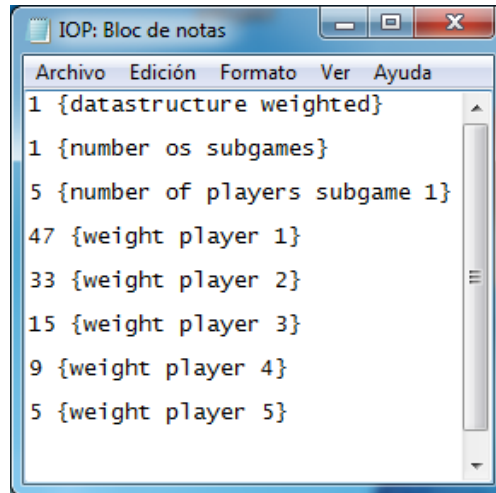 IOP: Bloc de notas
Archivo Edición Formato Ver Ayuda
1 {datastructure weighted}
1 {number os subgames}
5 {number of players subgame 1}
47 {weight player 1}
33 {weight player 2}
15 {weight player 3}
9 {weight player 4}
5 {weight player 5}